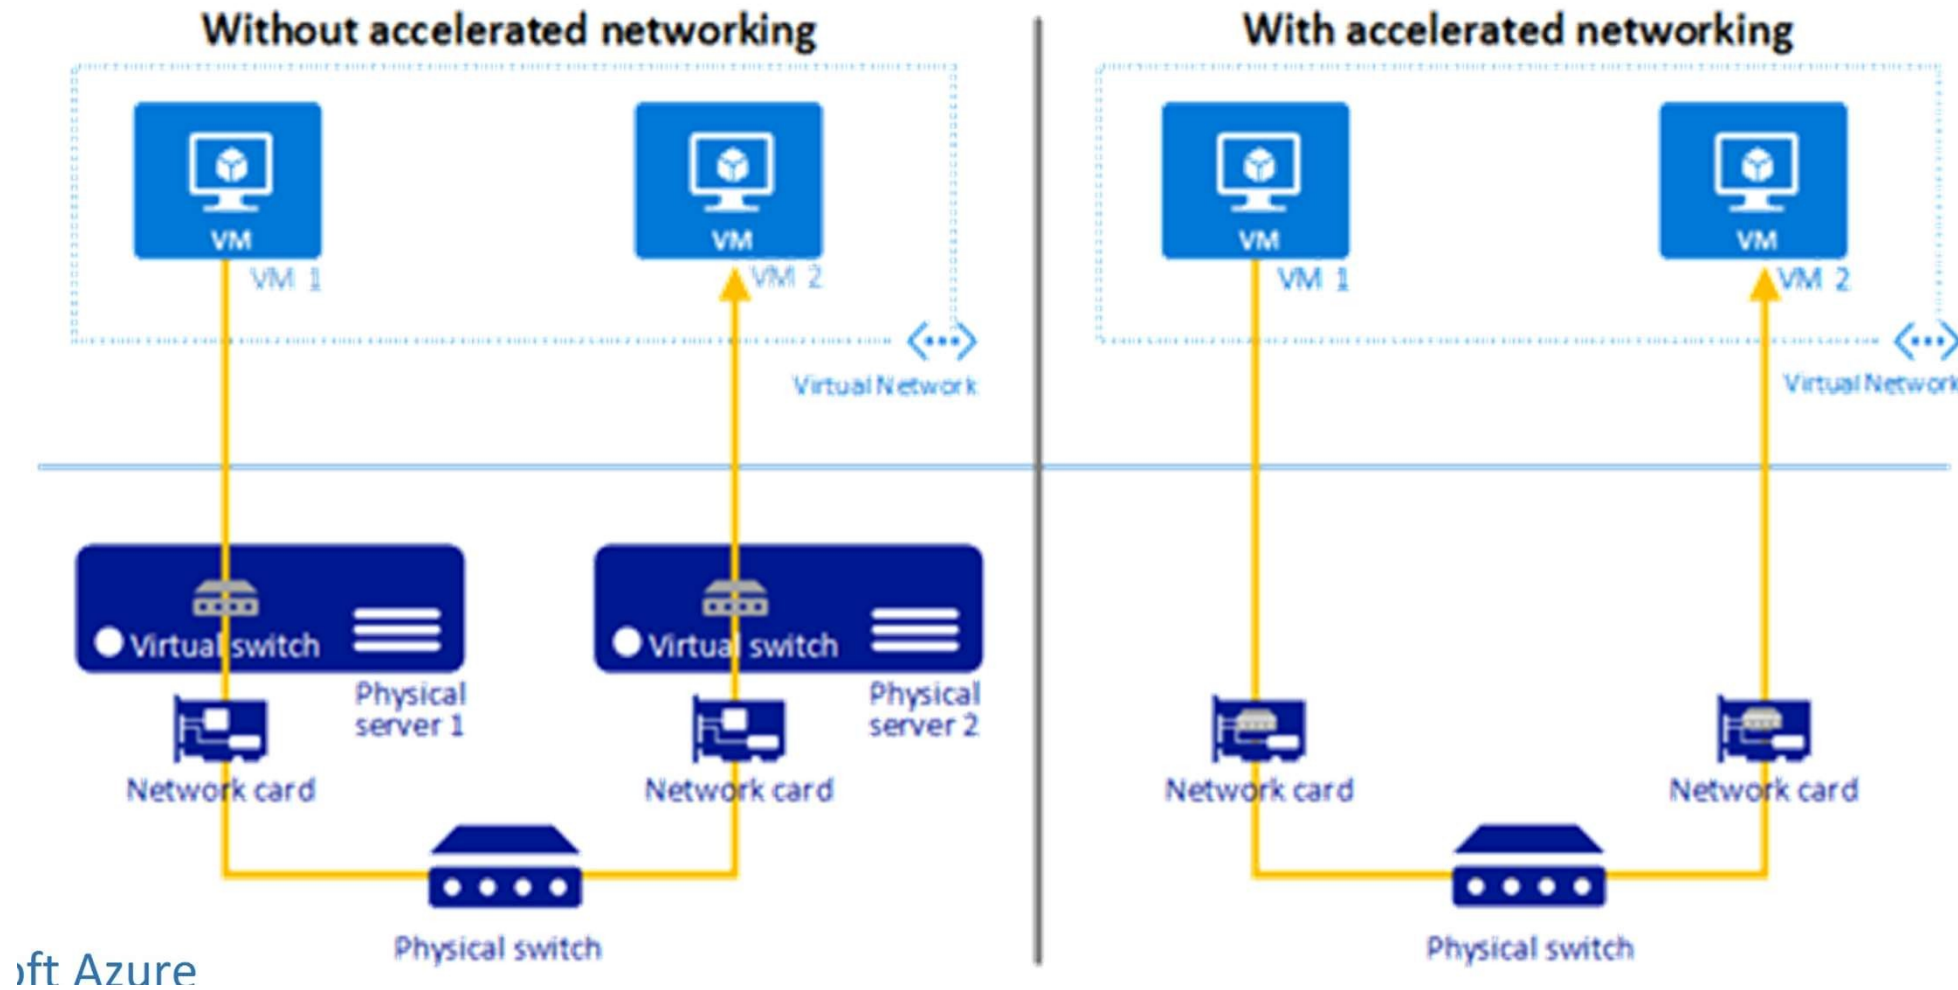 Without accelerated networking
VM
VM 1
VM
VM 2
Virtual Network
Virtual switch
Physical
server 1
Network card
Virtual switch
Physical
server 2
Network card
Physical switch
oft Azure
With accelerated networking
VM
VM 1
VM
VM 2
Virtual Network
Network card
Network card
Physical switch